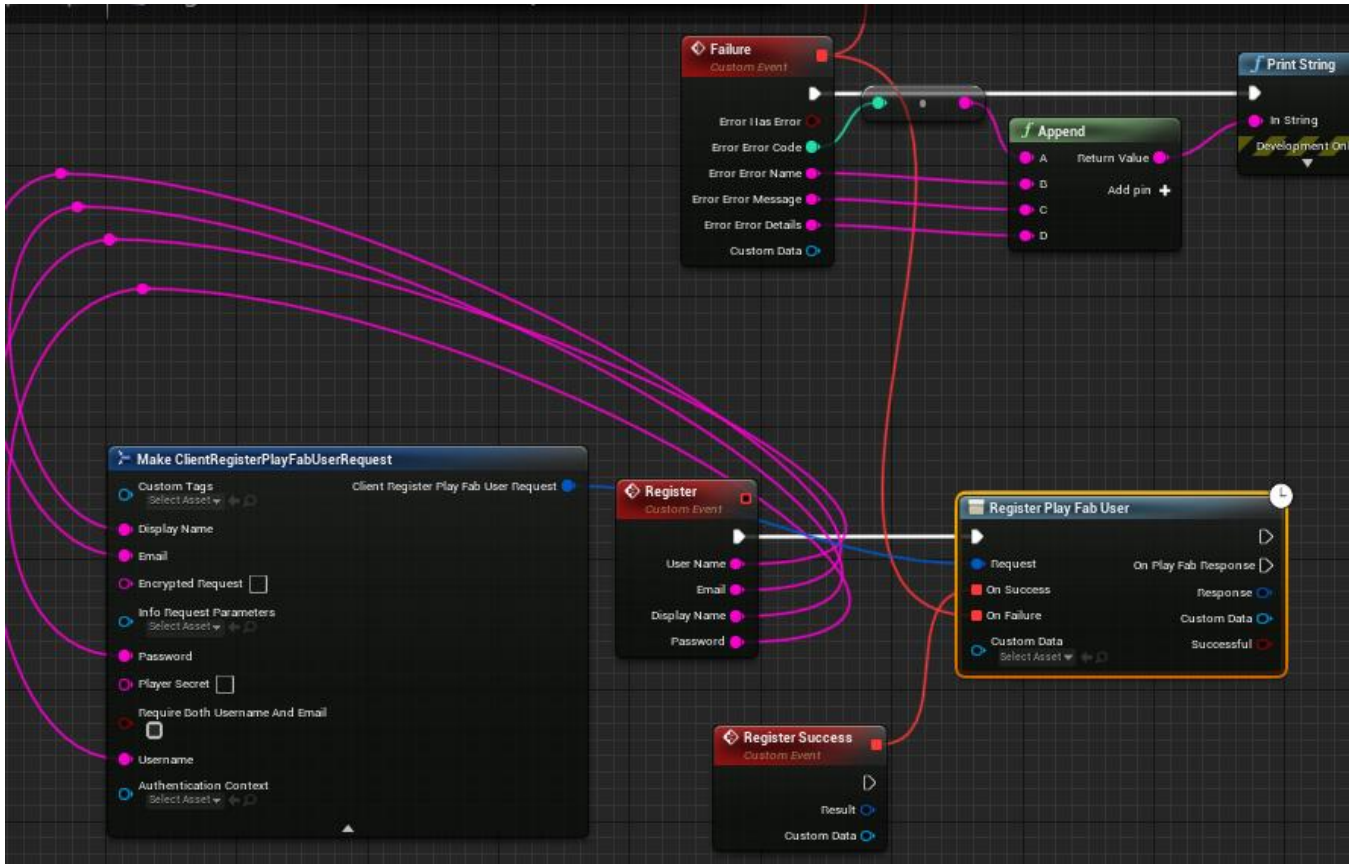 Failure
Custom Event
Error Has Error
Error Error Code
Error Error Name
Error Error Message
Error Error Details
Custom Data
Append
A Return Value
B Add pin
C
D
Print String
In String
Development Onl
Make ClientRegisterPlayFabUserRequest
Custom Tags
Select Asset
Client Register Play Fab User Request
Display Name
Email
Encrypted Request
Info Request Parameters
Select Asset
Password
Player Secret
Require Both Username And Email
Username
Authentication Context
Select Asset
Register
Custom Event
User Name
Email
Display Name
Password
Register Play Fab User
Request On Play Fab Response
On Success Response
On Failure Custom Data
Custom Data Successful
Select Asset
Register Success
Custom Event
Result
Custom Data